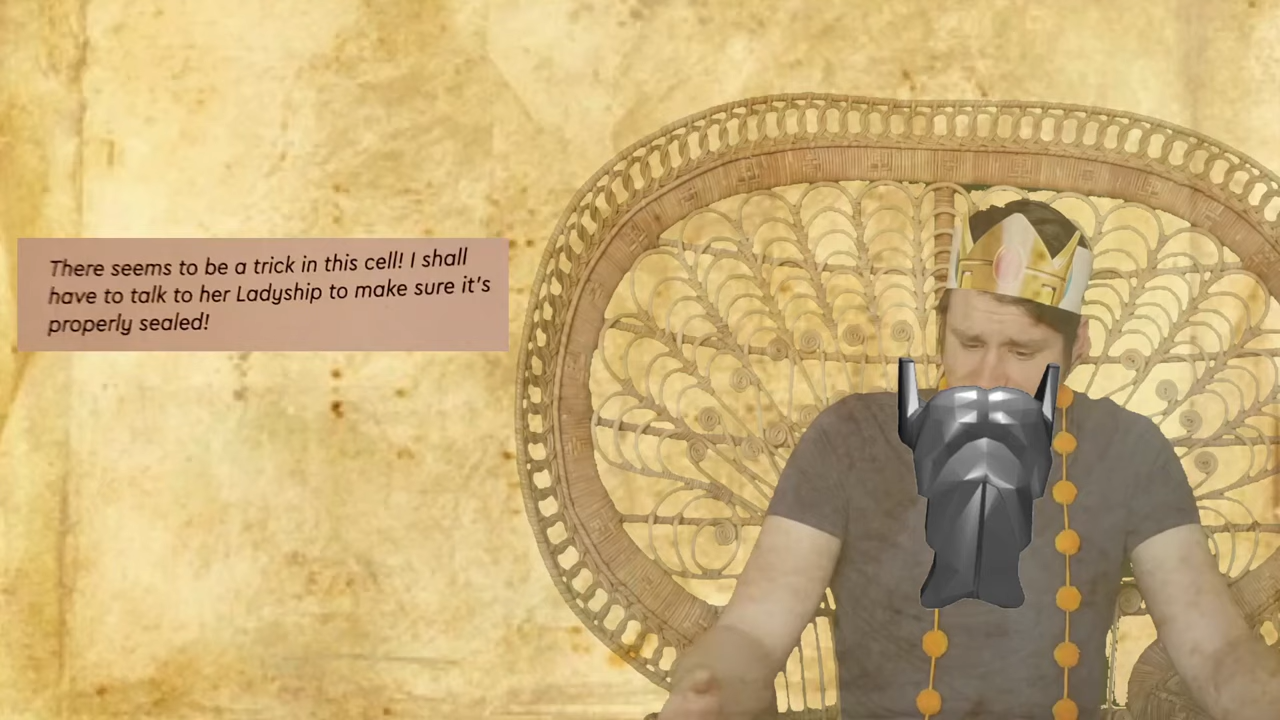 There seems to be a trick in this cell! I shall
have to talk to her Ladyship to make sure it's
properly sealed!